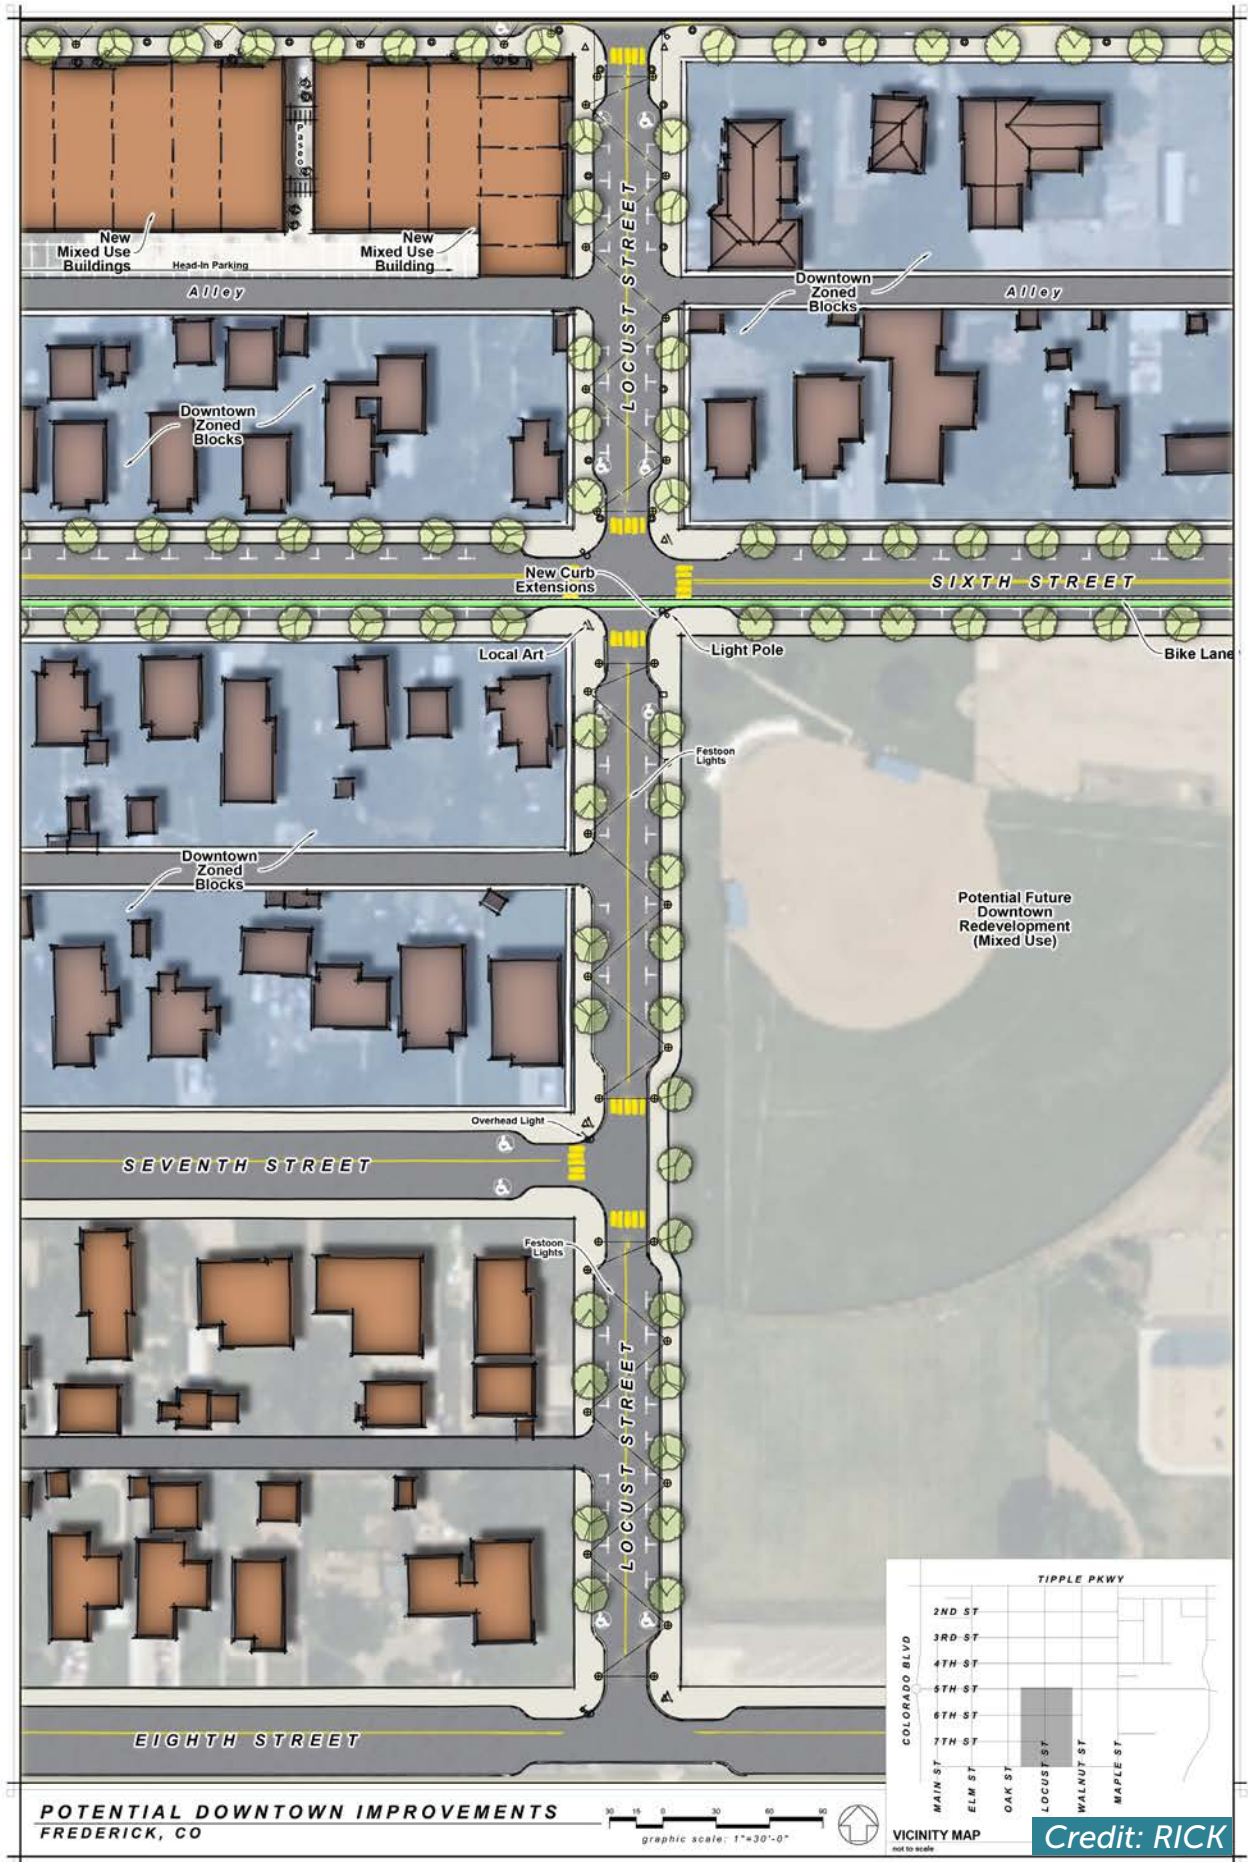 Paseo
LOCUST STREET
New
Mixed Use
Buildings
New
Mixed Use
Building
Head-In Parking
Alley
Downtown
Zoned
Blocks
Alley
Downtown
Zoned
Blocks
New Curb
Extensions
SIXTH STREET
Local Art
Light Pole
Bike Lane
Festoon
Lights
Downtown
Zoned
Blocks
Potential Future
Downtown
Redevelopment
(Mixed Use)
Overhead Light
SEVENTH STREET
Festoon
Lights
LOCUST STREET
EIGHTH STREET
TIPPLE PKWY
COLORADO BLVD
2ND ST
3RD ST
4TH ST
5TH ST
6TH ST
7TH ST
MAIN ST
ELM ST
OAK ST
LOCUST ST
WALNUT ST
MAPLE ST
VICINITY MAP
not to scale
POTENTIAL DOWNTOWN IMPROVEMENTS
FREDERICK, CO
30 15 0 30 60 90
graphic scale: 1"=30'-0"
Credit: RICK